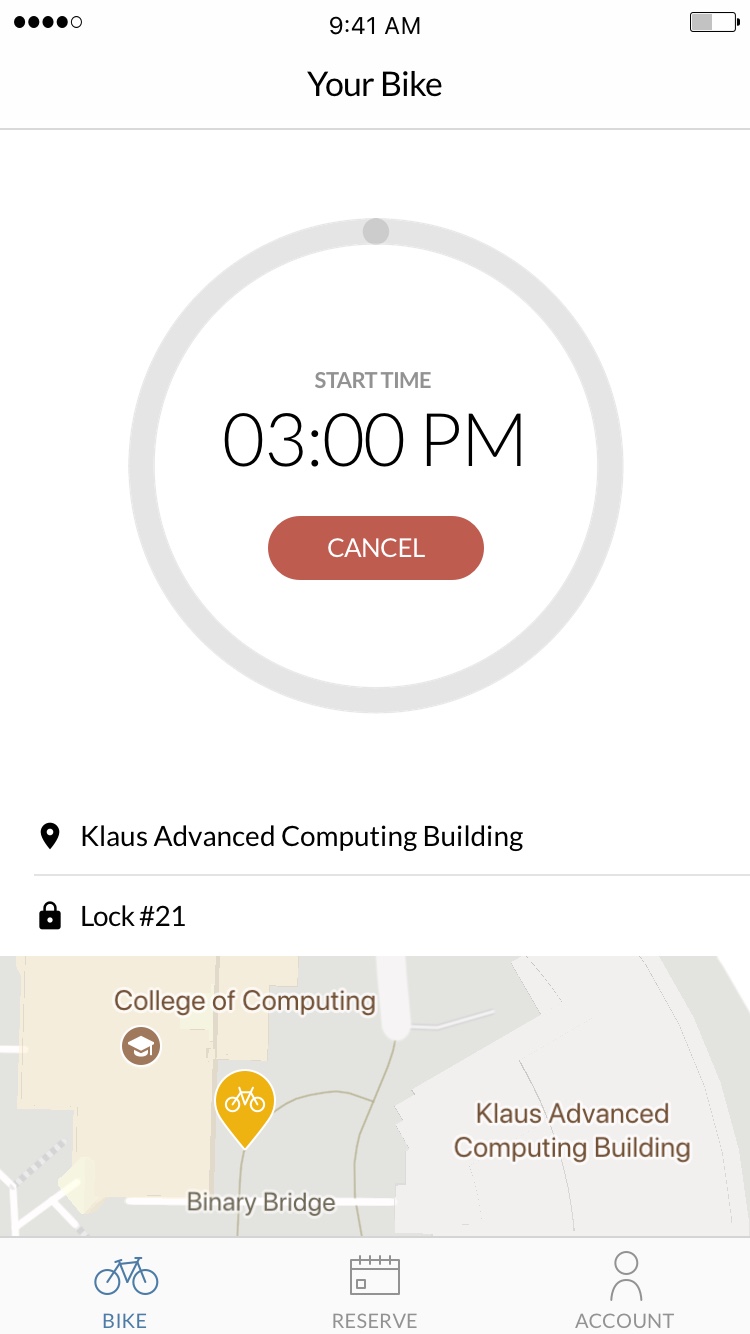 9:41 AM
Your Bike
START TIME
03:00 PM
CANCEL
Klaus Advanced Computing Building
Lock #21
College of Computing
Klaus Advanced
Computing Building
Binary Bridge
BIKE
RESERVE
ACCOUNT